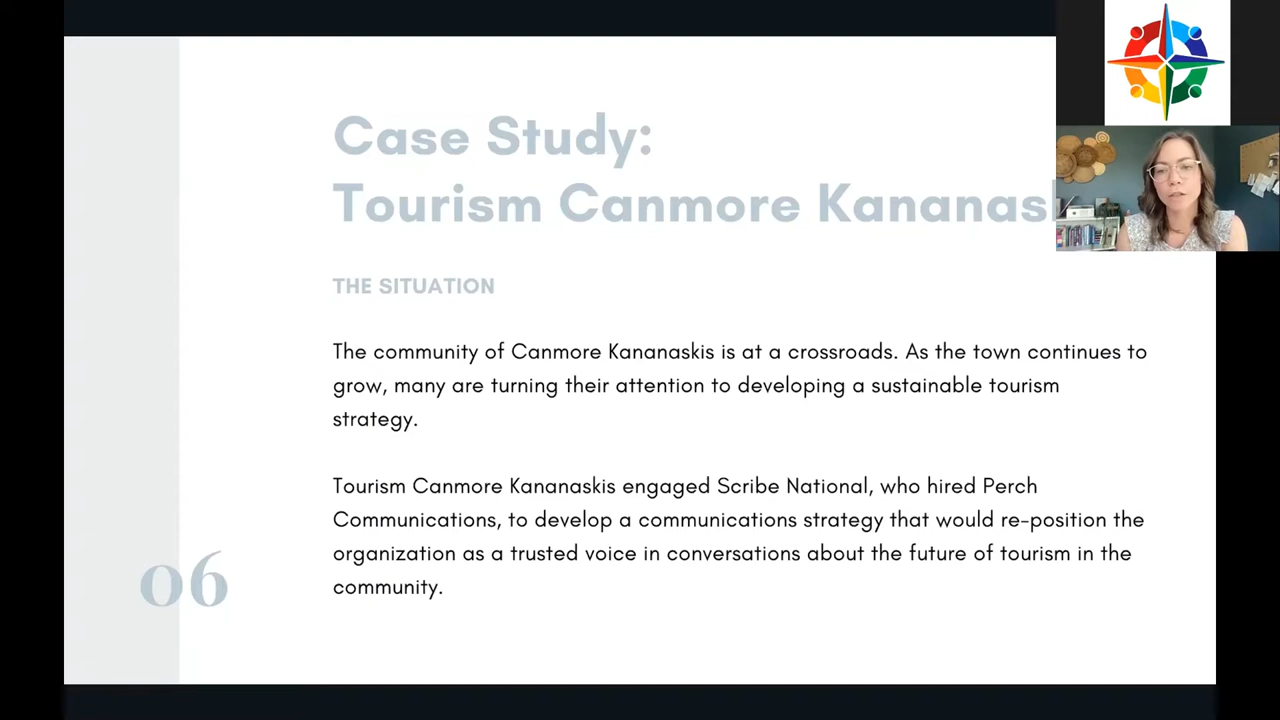 Case Study:
Tourism Canmore Kananas
THE SITUATION
The community of Canmore Kananaskis is at a crossroads. As the town continues to
grow, many are turning their attention to developing a sustainable tourism
strategy.
Tourism Canmore Kananaskis engaged Scribe National, who hired Perch
Communications, to develop a communications strategy that would re-position the
organization as a trusted voice in conversations about the future of tourism in the
community.
06